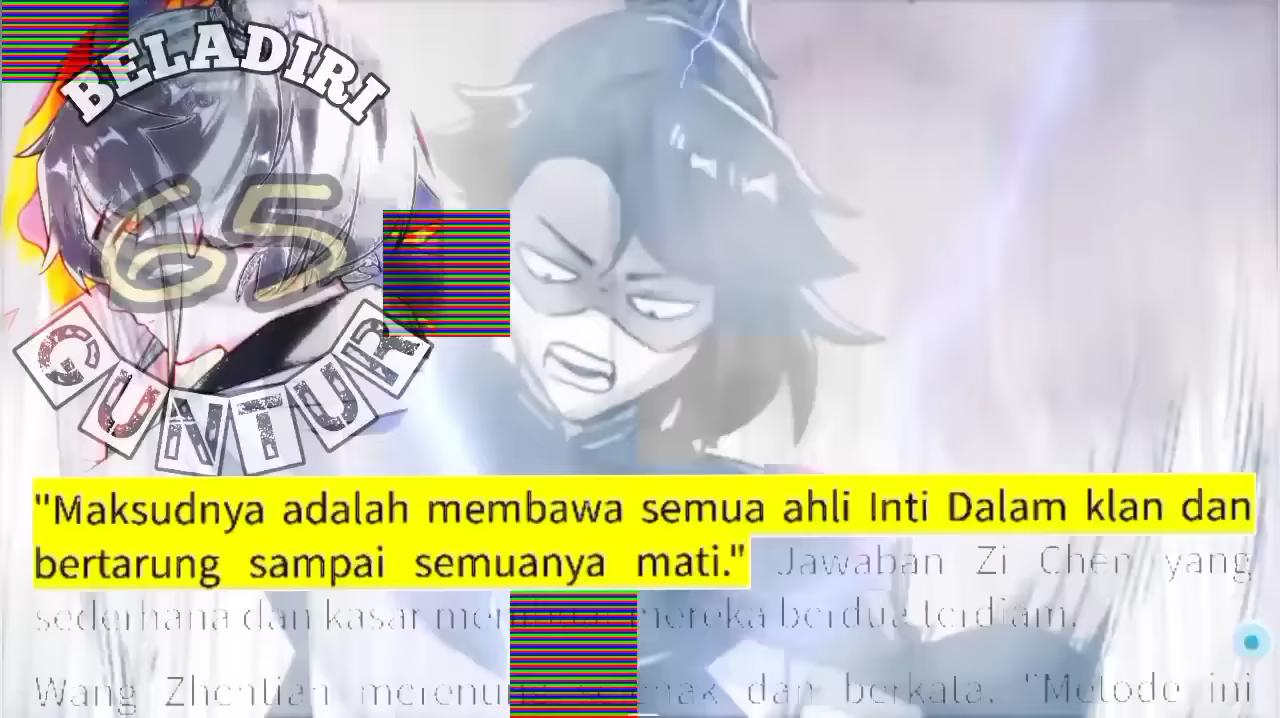 BELADIRI
65
GUNTUR
"Maksudnya adalah membawa semua ahli Inti Dalam klan dan
bertarung sampai semuanya mati." Jawaban Zi Chen yang
sederhana dan kasar mereka berdua terdiam.
Wang Zhentian merenung dan berkata. "Metode ini